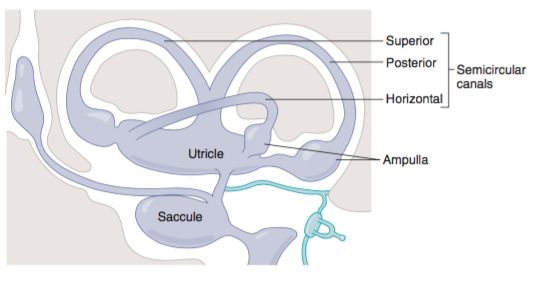 Superior
Posterior
Semicircular
canals
Horizontal
Utricle
Ampulla
Saccule